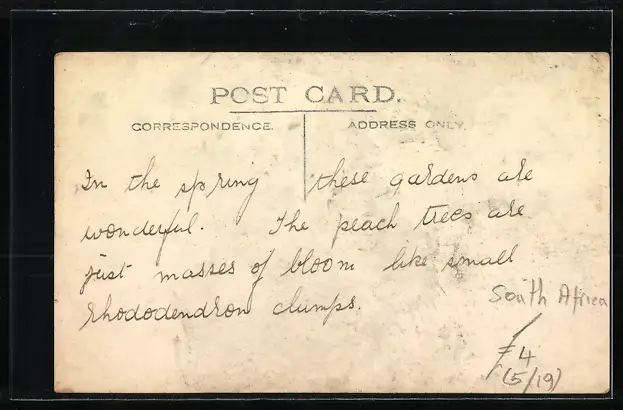 POST CARD.
CORRESPONDENCE. ADDRESS ONLY.
In the spring these gardens are
wonderful. The peach trees are
just masses of bloom like small
rhododendron clumps.
South Africa
£4
(5/19)